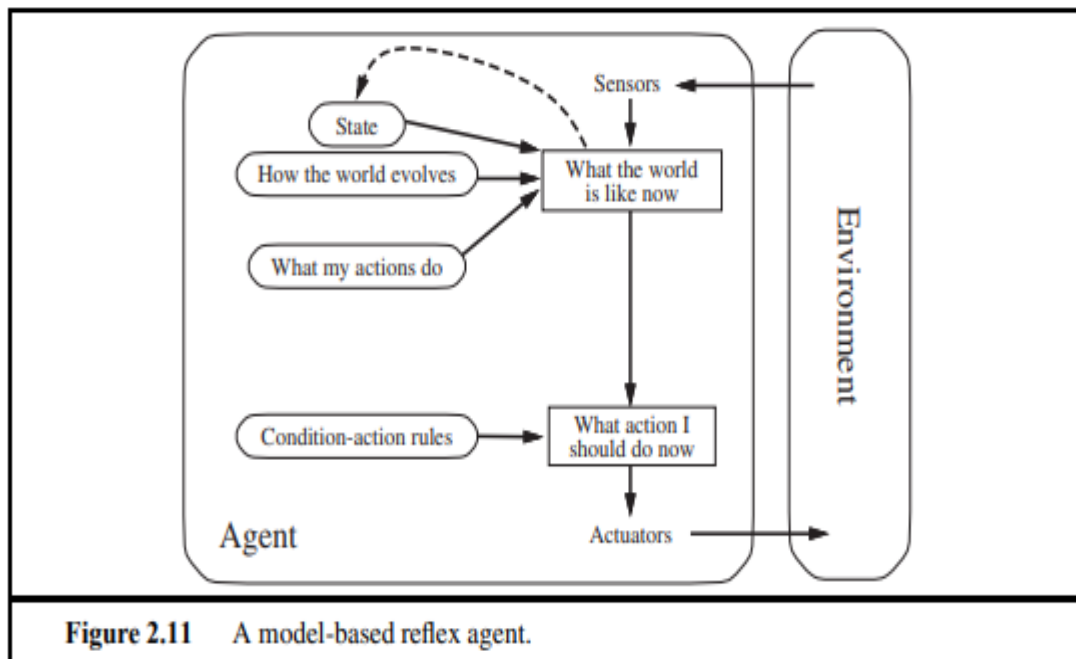 Sensors
State
How the world evolves
What the world
is like now
What my actions do
Condition-action rules
What action I
should do now
Agent
Actuators
Environment
Figure 2.11 A model-based reflex agent.